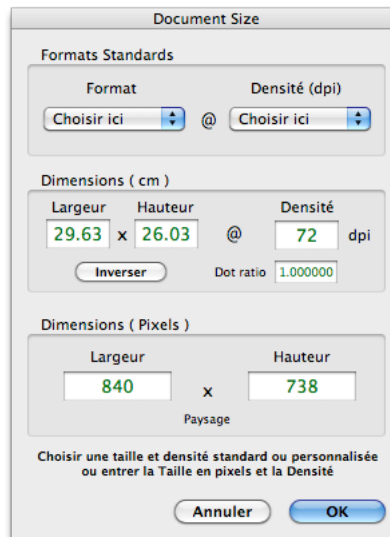 Document Size
Formats Standards
Format Densité (dpi)
Choisir ici @ Choisir ici
Dimensions ( cm )
Largeur Hauteur Densité
29.63 x 26.03 @ 72 dpi
Inverser Dot ratio 1.000000
Dimensions ( Pixels )
Largeur Hauteur
840 x 738
Paysage
Choisir une taille et densité standard ou personnalisée
ou entrer la Taille en pixels et la Densité
Annuler OK